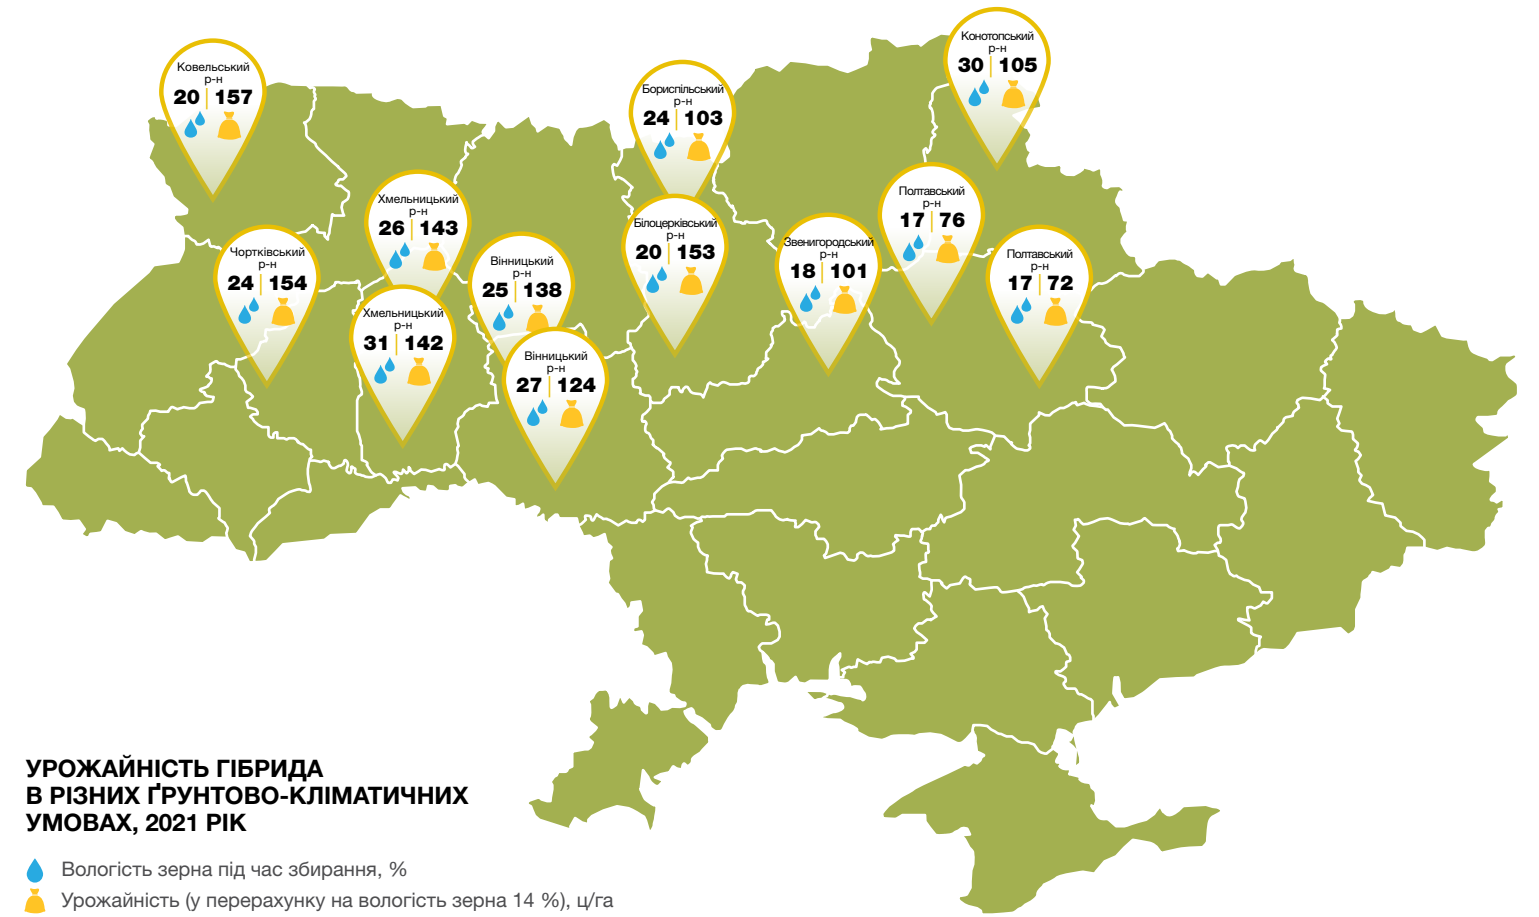 Конотопський
р-н
30 105
Ковельський
р-н
20 157
Бориспільський
р-н
24 103
Хмельницький
р-н
26 143
Полтавський
р-н
17 76
Білоцерківський
р-н
20 153
Чортківський
р-н
24 154
Вінницький
р-н
25 138
Звенигородський
р-н
18 101
Полтавський
р-н
17 72
Хмельницький
р-н
31 142
Вінницький
р-н
27 124
УРОЖАЙНІСТЬ ГІБРИДА
В РІЗНИХ ҐРУНТОВО-КЛІМАТИЧНИХ
УМОВАХ, 2021 РІК
Вологість зерна під час збирання, %
Урожайність (у перерахунку на вологість зерна 14 %), ц/га